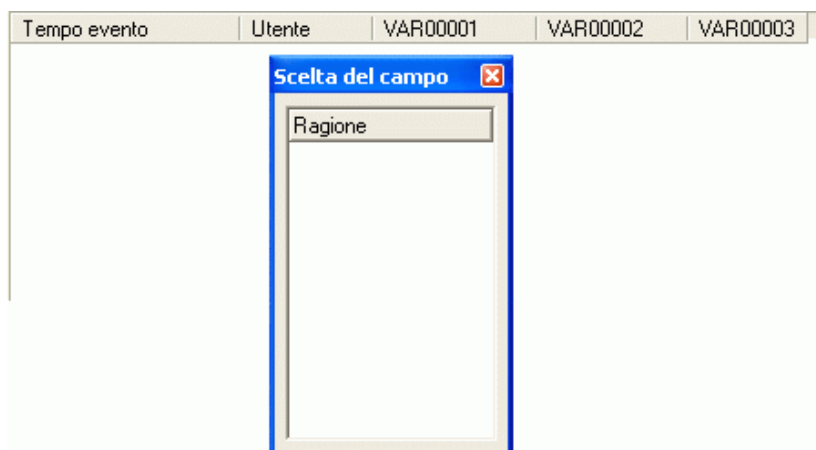 Tempo evento Utente VAR00001 VAR00002 VAR00003
Scelta del campo
Ragione